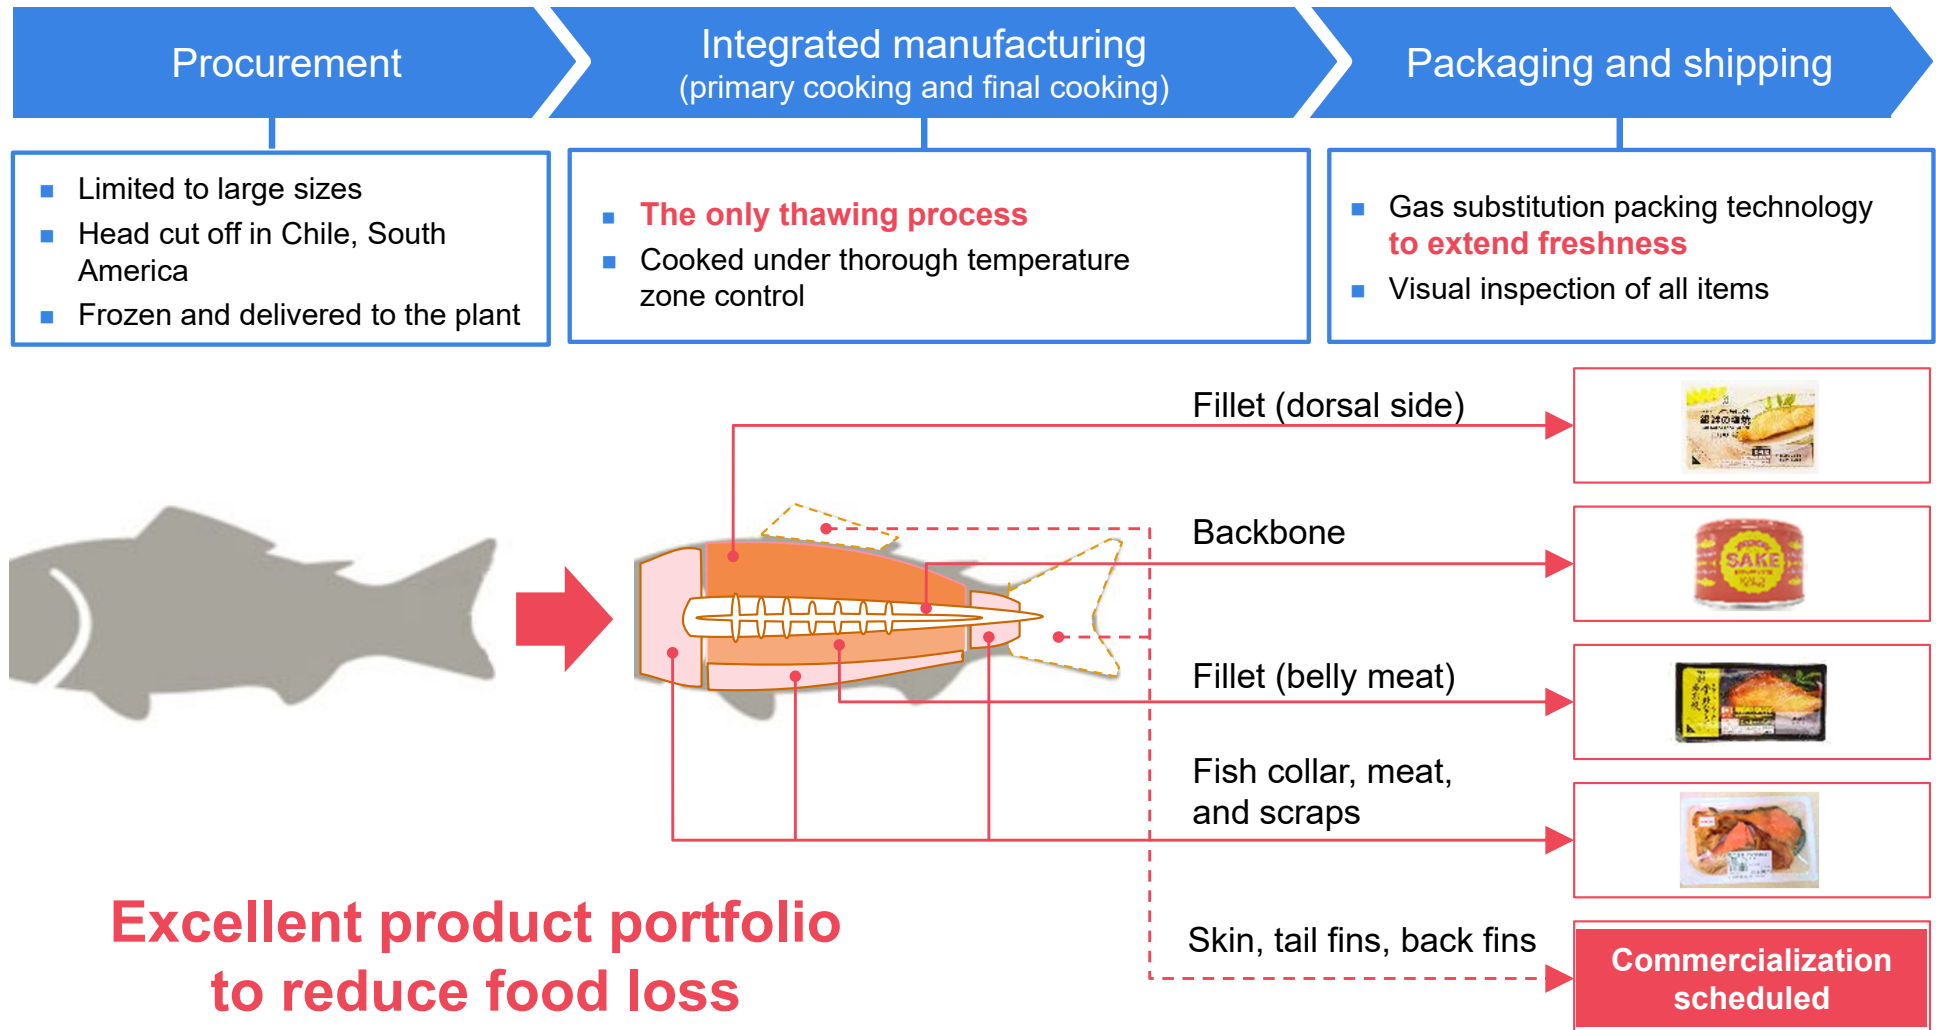 Procurement
Integrated manufacturing
(primary cooking and final cooking)
Packaging and shipping
Limited to large sizes
Head cut off in Chile, South
America
Frozen and delivered to the plant
The only thawing process
Cooked under thorough temperature
zone control
Gas substitution packing technology
to extend freshness
Visual inspection of all items
Fillet (dorsal side)
Backbone
SAKE
Fillet (belly meat)
Fish collar, meat,
and scraps
Skin, tail fins, back fins
Commercialization
scheduled
Excellent product portfolio
to reduce food loss